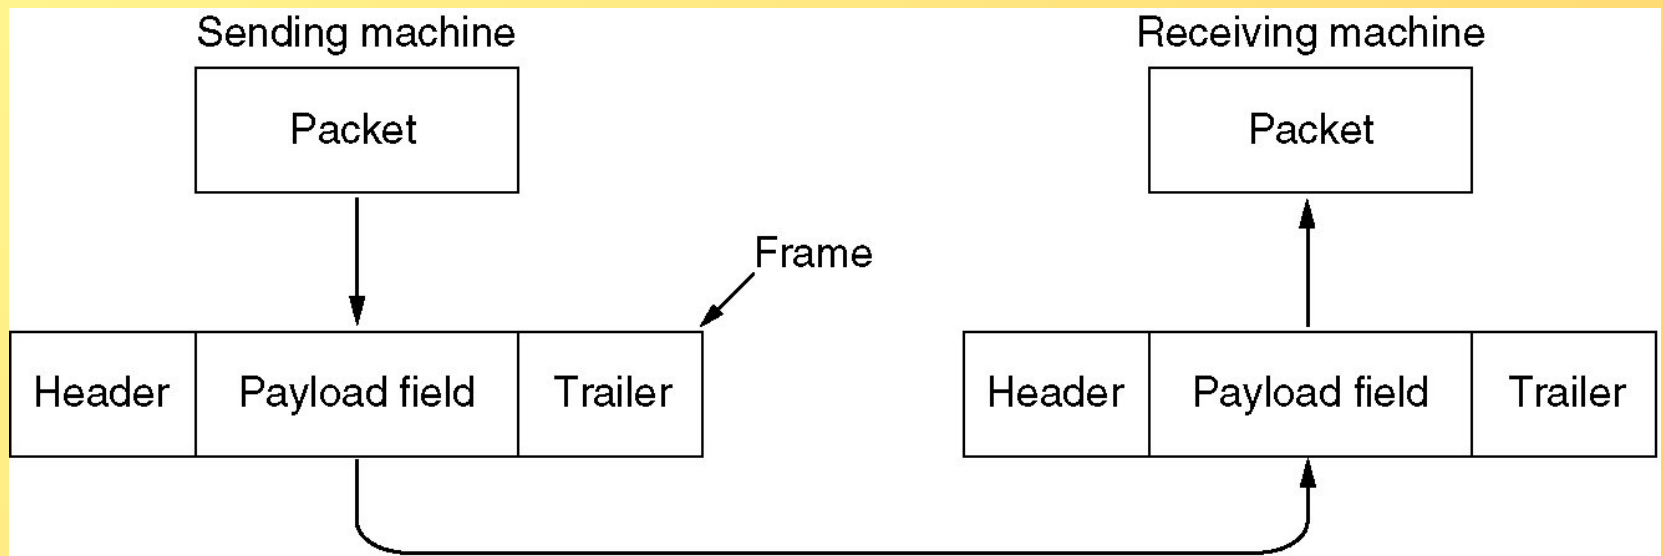 Sending machine
Receiving machine
Packet
Packet
Frame
Header
Payload field
Trailer
Header
Payload field
Trailer